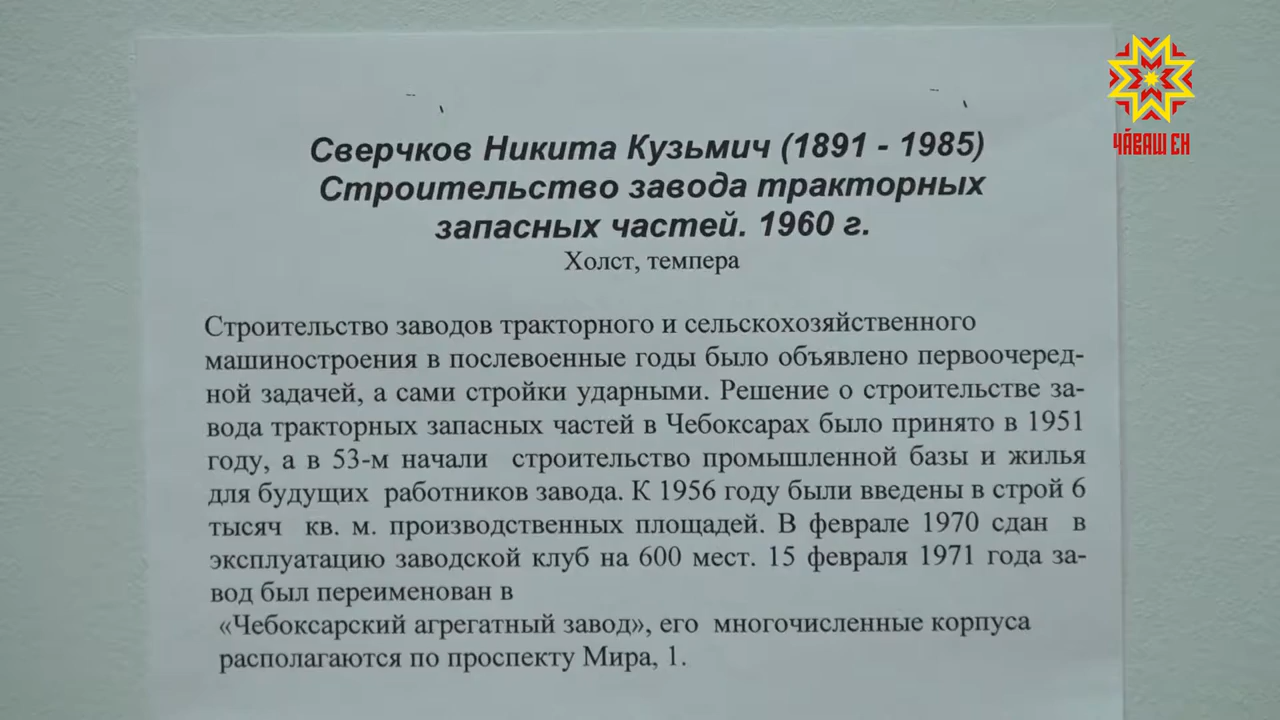 ЧӐВАШ ЕН
Сверчков Никита Кузьмич (1891 - 1985)
Строительство завода тракторных
запасных частей. 1960 г.
Холст, темпера
Строительство заводов тракторного и сельскохозяйственного
машиностроения в послевоенные годы было объявлено первоочеред-
ной задачей, а сами стройки ударными. Решение о строительстве за-
вода тракторных запасных частей в Чебоксарах было принято в 1951
году, а в 53-м начали строительство промышленной базы и жилья
для будущих работников завода. К 1956 году были введены в строй 6
тысяч кв. м. производственных площадей. В феврале 1970 сдан в
эксплуатацию заводской клуб на 600 мест. 15 февраля 1971 года за-
вод был переименован в
«Чебоксарский агрегатный завод», его многочисленные корпуса
располагаются по проспекту Мира, 1.